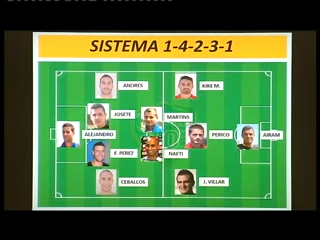 SISTEMA 1-4-2-3-1
ANDRES
KIKE M.
JOSETE
MARTINS
ALEJANDRO
PERICO
AIRAM
F. PEREZ
NAFTI
CEBALLOS
J. VILLAR